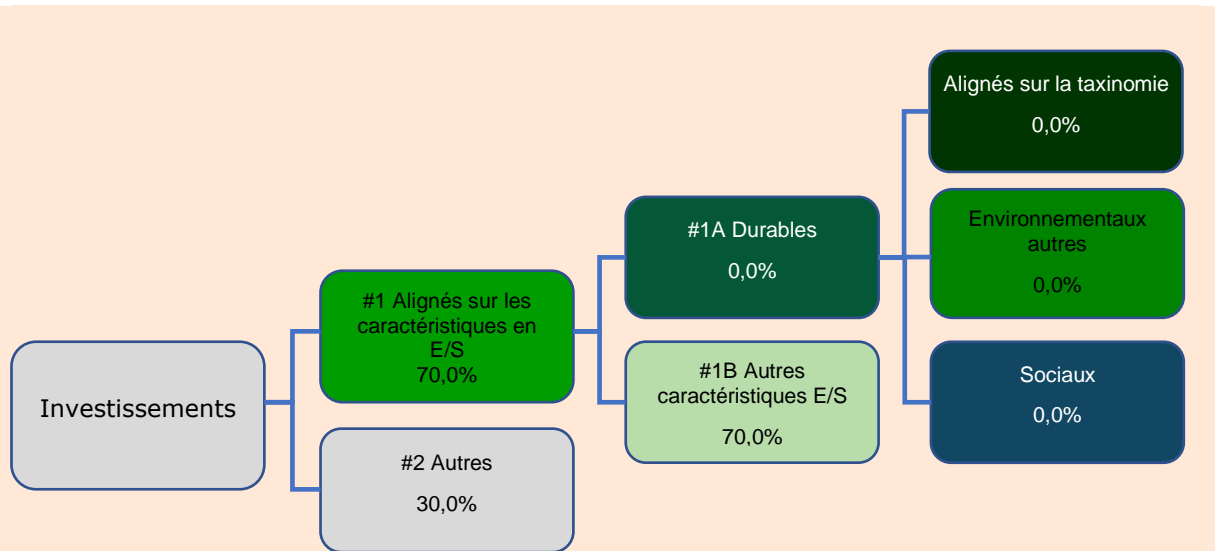 Investissements
#1 Alignés sur les
caractéristiques en
E/S
70,0%
#2 Autres
30,0%
#1A Durables
0,0%
#1B Autres
caractéristiques E/S
70,0%
Alignés sur la taxinomie
0,0%
Environnementaux
autres
0,0%
Sociaux
0,0%